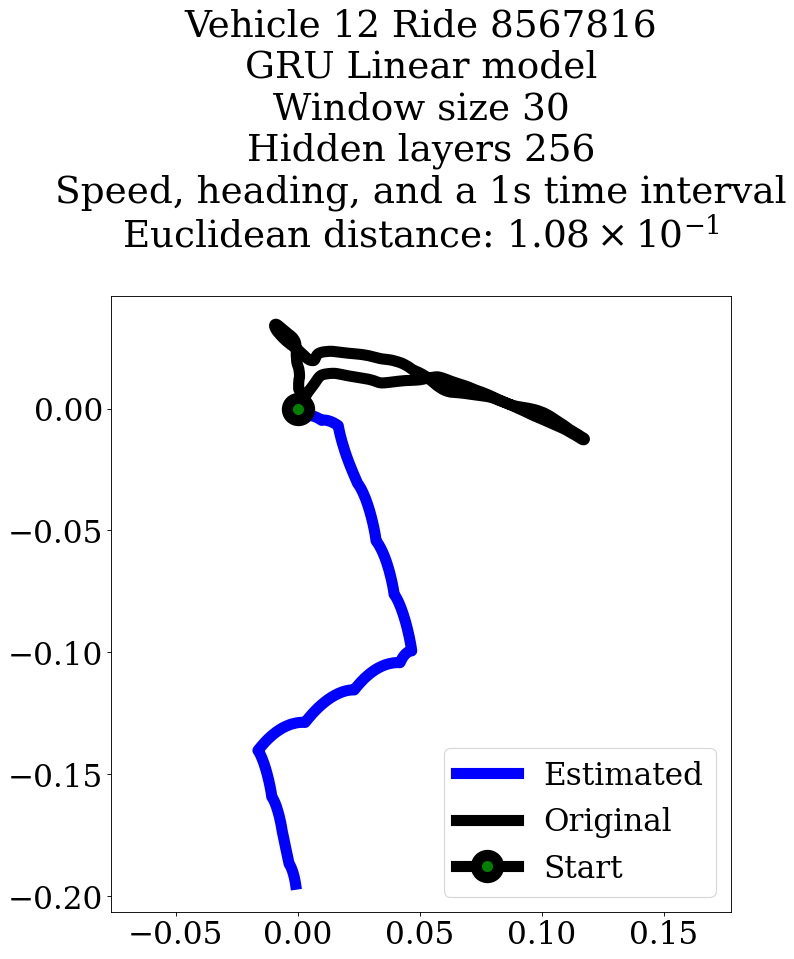 Vehicle 12 Ride 8567816
GRU Linear model
Window size 30
Hidden layers 256
Speed, heading, and a 1s time interval
Euclidean distance: 1.08 × 10⁻¹
0.00
−0.05
−0.10
−0.15
−0.20
Estimated
Original
Start
−0.05 0.00 0.05 0.10 0.15